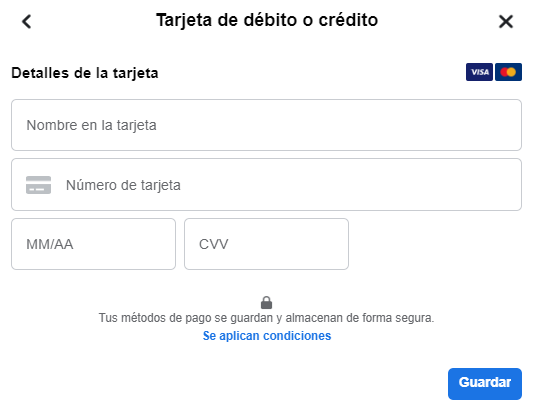 Tarjeta de débito o crédito
Detalles de la tarjeta
VISA
Nombre en la tarjeta
Número de tarjeta
MM/AA
CVV
Tus métodos de pago se guardan y almacenan de forma segura.
Se aplican condiciones
Guardar